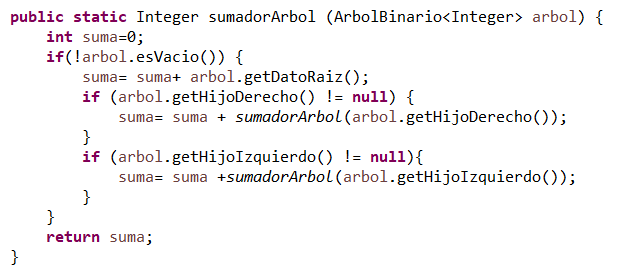 public static Integer sumadorArbol (ArbolBinario<Integer> arbol) {
    int suma=0;
    if(!arbol.esVacio()) {
        suma= suma+ arbol.getDatoRaiz();
        if (arbol.getHijoDerecho() != null) {
            suma= suma + sumadorArbol(arbol.getHijoDerecho());
        }
        if (arbol.getHijoIzquierdo() != null){
            suma= suma +sumadorArbol(arbol.getHijoIzquierdo());
        }
    }
    return suma;
}